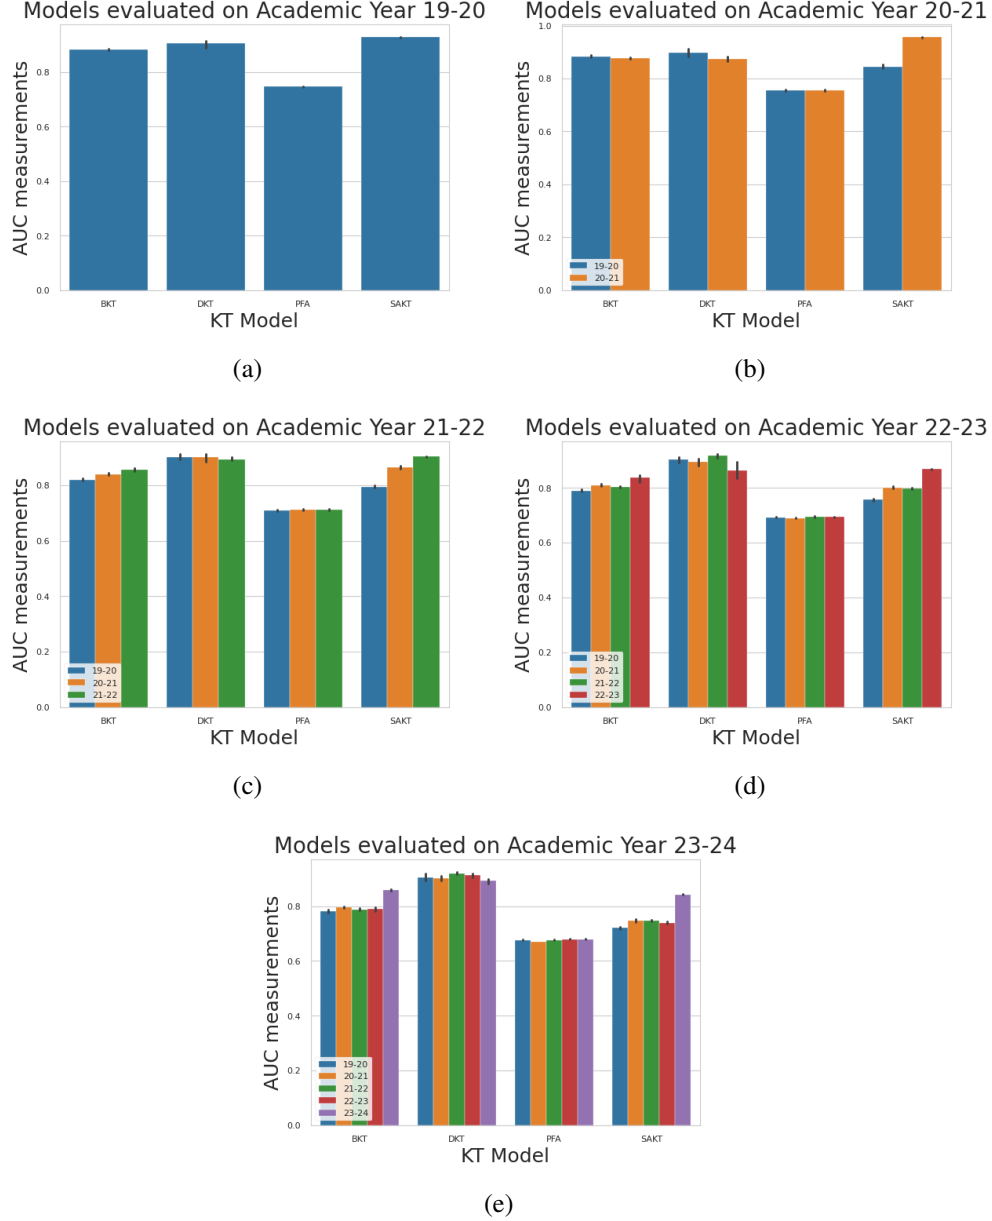 Models evaluated on Academic Year 19-20
AUC measurements
0.8
0.6
0.4
0.2
0.0
BKT DKT PFA SAKT
KT Model
(a)
Models evaluated on Academic Year 20-21
AUC measurements
1.0
0.8
0.6
0.4
0.2
0.0
19-20
20-21
BKT DKT PFA SAKT
KT Model
(b)
Models evaluated on Academic Year 21-22
AUC measurements
0.8
0.6
0.4
0.2
0.0
19-20
20-21
21-22
BKT DKT PFA SAKT
KT Model
(c)
Models evaluated on Academic Year 22-23
AUC measurements
0.8
0.6
0.4
0.2
0.0
19-20
20-21
21-22
22-23
BKT DKT PFA SAKT
KT Model
(d)
Models evaluated on Academic Year 23-24
AUC measurements
0.8
0.6
0.4
0.2
0.0
19-20
20-21
21-22
22-23
23-24
BKT DKT PFA SAKT
KT Model
(e)